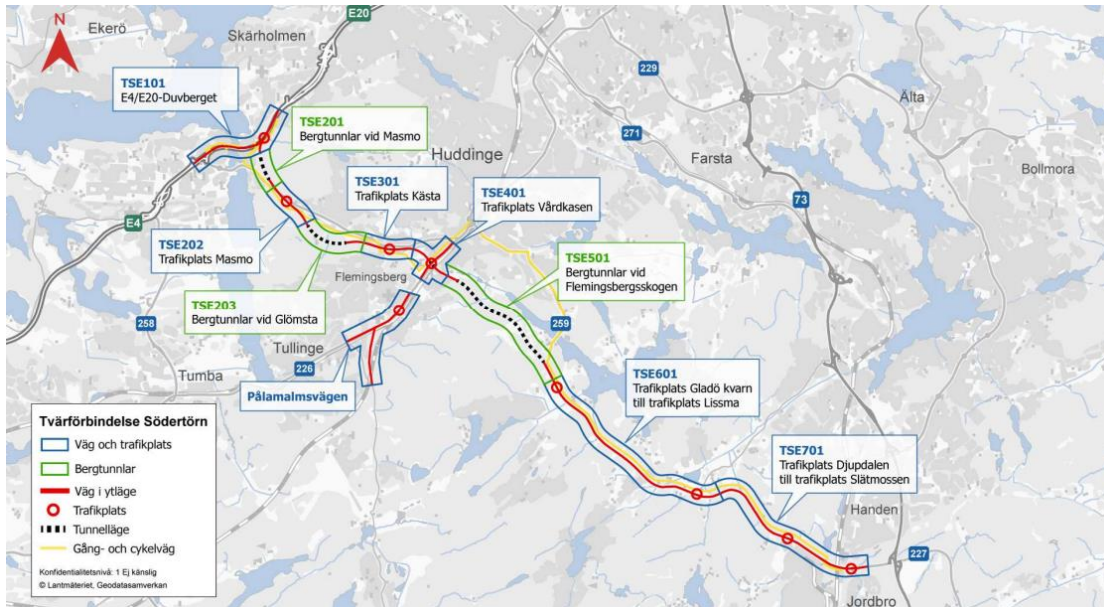 N
Ekerö
Skärholmen
E20
TSE101
E4/E20-Duvberget
229
Älta
TSE201
Bergtunnlar vid Masmo
271
Huddinge
Farsta
Bollmora
TSE301
Trafikplats Kästa
TSE401
Trafikplats Vårdkasen
73
E4
TSE202
Trafikplats Masmo
TSE501
Bergtunnlar vid
Flemingsbergsskogen
Flemingsberg
TSE203
Bergtunnlar vid Glömsta
258
259
Tullinge
226
Tumba
TSE601
Trafikplats Gladö kvarn
till trafikplats Lissma
Pålamalmsvägen
TSE701
Trafikplats Djupdalen
till trafikplats Slätmossen
Handen
227
Jordbro
Tvärförbindelse Södertörn
Väg och trafikplats
Bergtunnlar
Väg i ytläge
Trafikplats
Tunnelläge
Gång- och cykelväg
Konfidentialitetsnivå: 1 Ej känslig
© Lantmäteriet, Geodatasamverkan